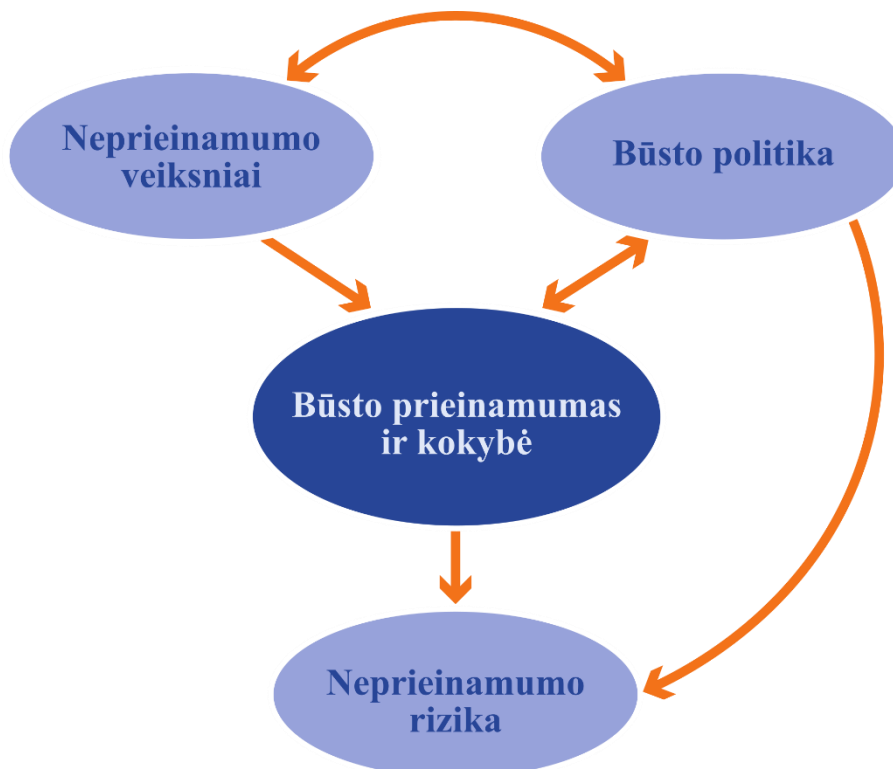 Neprieinamumo
veiksniai
Būsto politika
Būsto prieinamumas
ir kokybė
Neprieinamumo
rizika